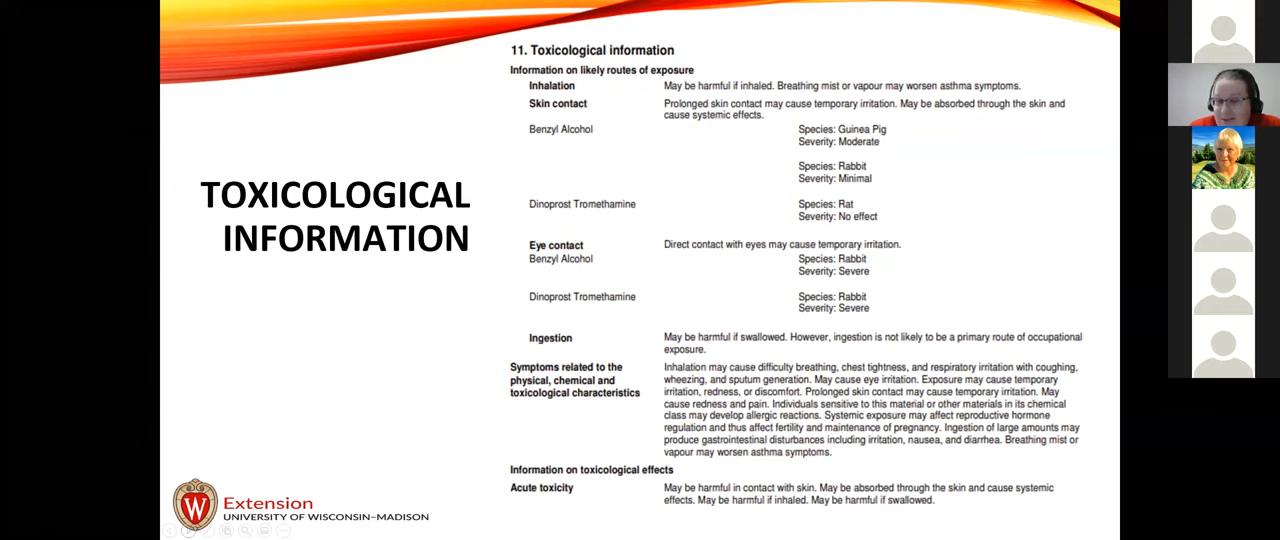 TOXICOLOGICAL
INFORMATION
11. Toxicological information
Information on likely routes of exposure
Inhalation May be harmful if inhaled. Breathing mist or vapour may worsen asthma symptoms.
Skin contact Prolonged skin contact may cause temporary irritation. May be absorbed through the skin and
cause systemic effects.
Benzyl Alcohol Species: Guinea Pig
Severity: Moderate
Species: Rabbit
Severity: Minimal
Dinoprost Tromethamine Species: Rat
Severity: No effect
Eye contact Direct contact with eyes may cause temporary irritation.
Benzyl Alcohol Species: Rabbit
Severity: Severe
Dinoprost Tromethamine Species: Rabbit
Severity: Severe
Ingestion May be harmful if swallowed. However, ingestion is not likely to be a primary route of occupational
exposure.
Symptoms related to the Inhalation may cause difficulty breathing, chest tightness, and respiratory irritation with coughing,
physical, chemical and wheezing, and sputum generation. May cause eye irritation. Exposure may cause temporary
toxicological characteristics irritation, redness, or discomfort. Prolonged skin contact may cause temporary irritation. May
cause redness and pain. Individuals sensitive to this material or other materials in its chemical
class may develop allergic reactions. Systemic exposure may affect reproductive hormone
regulation and thus affect fertility and maintenance of pregnancy. Ingestion of large amounts may
produce gastrointestinal disturbances including irritation, nausea, and diarrhea. Breathing mist or
vapour may worsen asthma symptoms.
Information on toxicological effects
Acute toxicity May be harmful in contact with skin. May be absorbed through the skin and cause systemic
effects. May be harmful if inhaled. May be harmful if swallowed.
W
Extension
UNIVERSITY OF WISCONSIN–MADISON